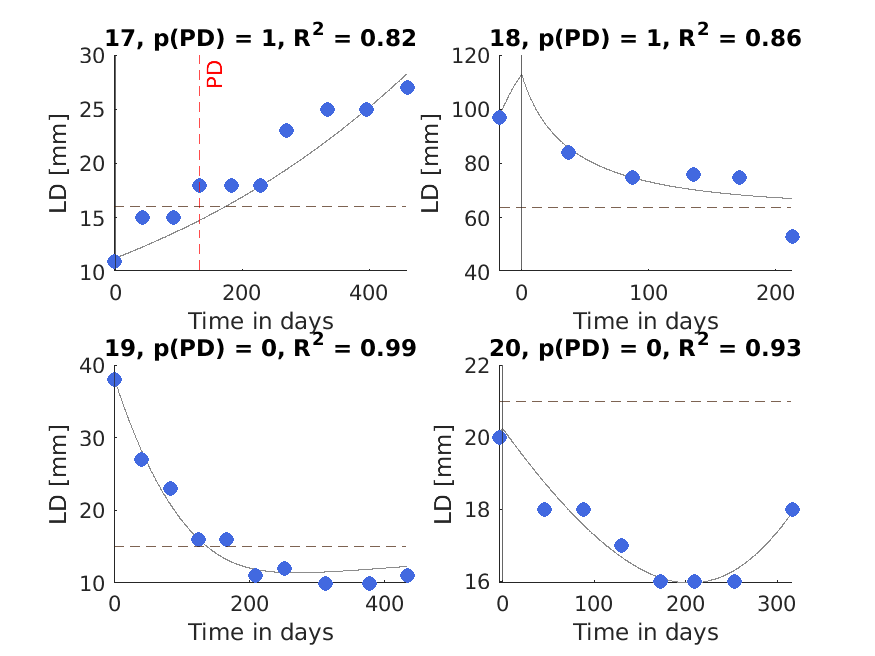 17, p(PD) = 1, R² = 0.82
30
25
20
15
10
LD [mm]
PD
0
200
400
Time in days
18, p(PD) = 1, R² = 0.86
120
100
80
60
40
LD [mm]
0
100
200
Time in days
19, p(PD) = 0, R² = 0.99
40
30
20
10
LD [mm]
0
200
400
Time in days
20, p(PD) = 0, R² = 0.93
22
20
18
16
LD [mm]
0
100
200
300
Time in days